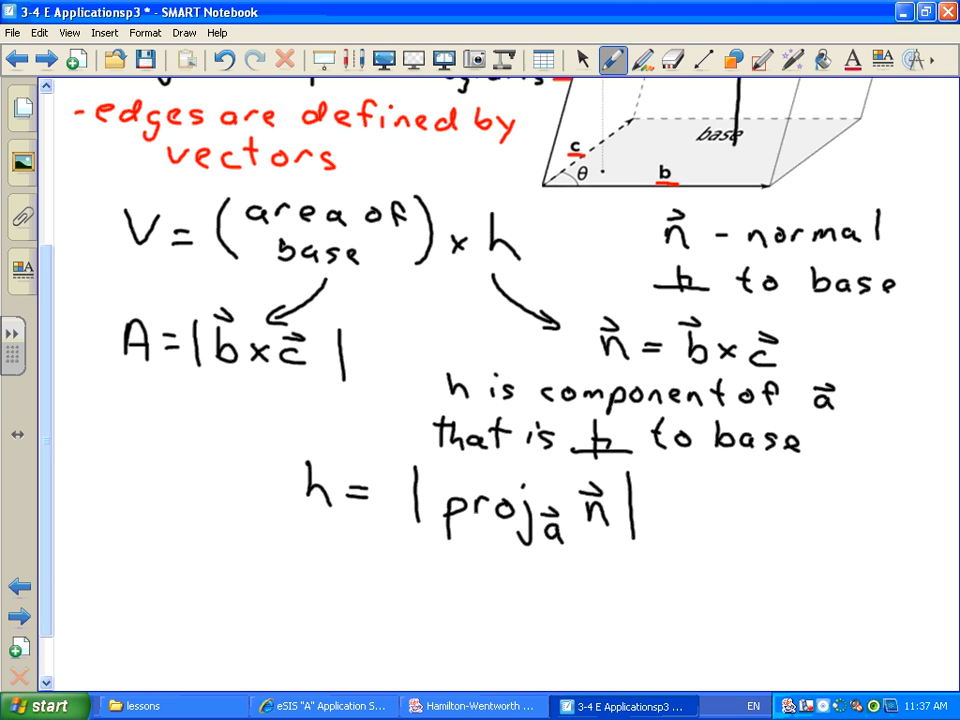 3-4 E Applicationsp3 * - SMART Notebook
File Edit View Insert Format Draw Help
-edges are defined by
vectors
base
c
θ
b
V = (area of base) × h
n⃗ - normal
⊥ to base
A = |b⃗ × c⃗|
n⃗ = b⃗ × c⃗
h is component of a⃗
that is ⊥ to base
h = |proj a⃗ n⃗|
start
lessons
eSIS "A" Application S...
Hamilton-Wentworth ...
3-4 E Applicationsp3 ...
EN
11:37 AM